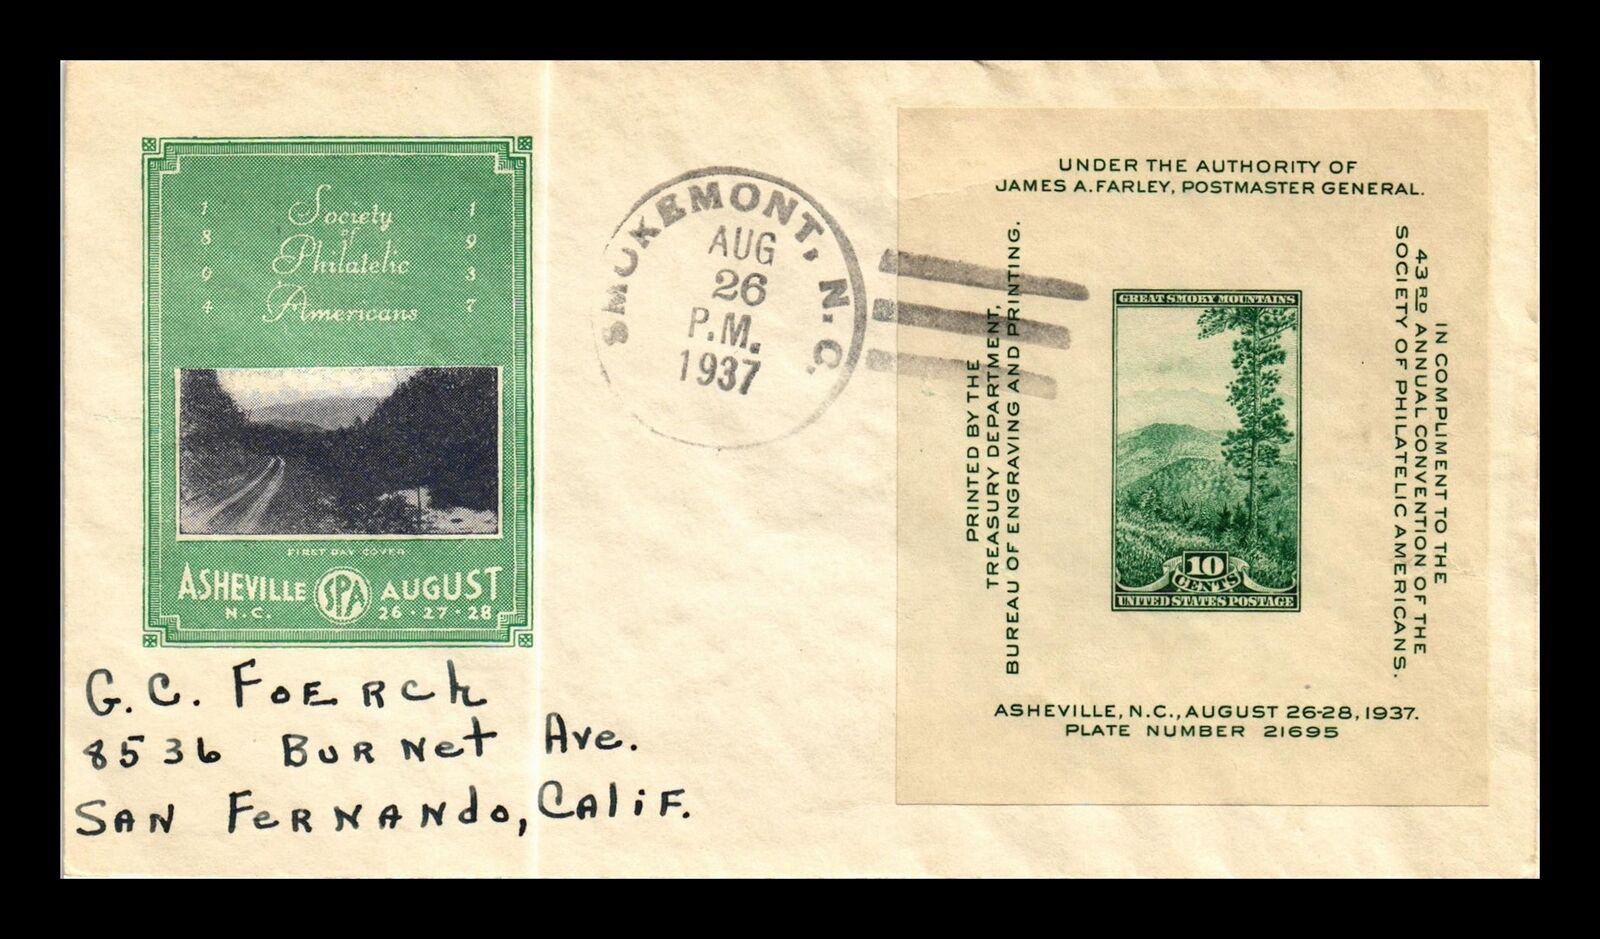 1894
1937
Society
of
Philatelic
Americans
FIRST DAY COVER
ASHEVILLE SPA AUGUST
N.C. 26 · 27 · 28
G. C. FOERCK
8536 BURNET AVE.
SAN FERNANDO, CALIF.
SMOKEMONT, N.C.
AUG
26
P.M.
1937
UNDER THE AUTHORITY OF
JAMES A. FARLEY, POSTMASTER GENERAL.
PRINTED BY THE
TREASURY DEPARTMENT,
BUREAU OF ENGRAVING AND PRINTING.
GREAT SMOKY MOUNTAINS
10
CENTS
UNITED STATES POSTAGE
IN COMPLIMENT TO THE
43RD ANNUAL CONVENTION OF THE
SOCIETY OF PHILATELIC AMERICANS.
ASHEVILLE, N.C., AUGUST 26-28, 1937.
PLATE NUMBER 21695